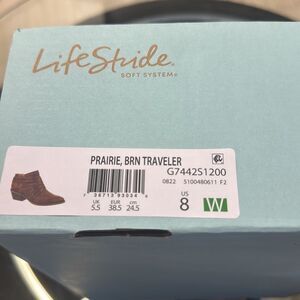 LifeStride®
SOFT SYSTEM®
PRAIRIE, BRN TRAVELER
G7442S1200
0822 5100480611 F2
UK EUR cm
5.5 38.5 24.5
US
8 W